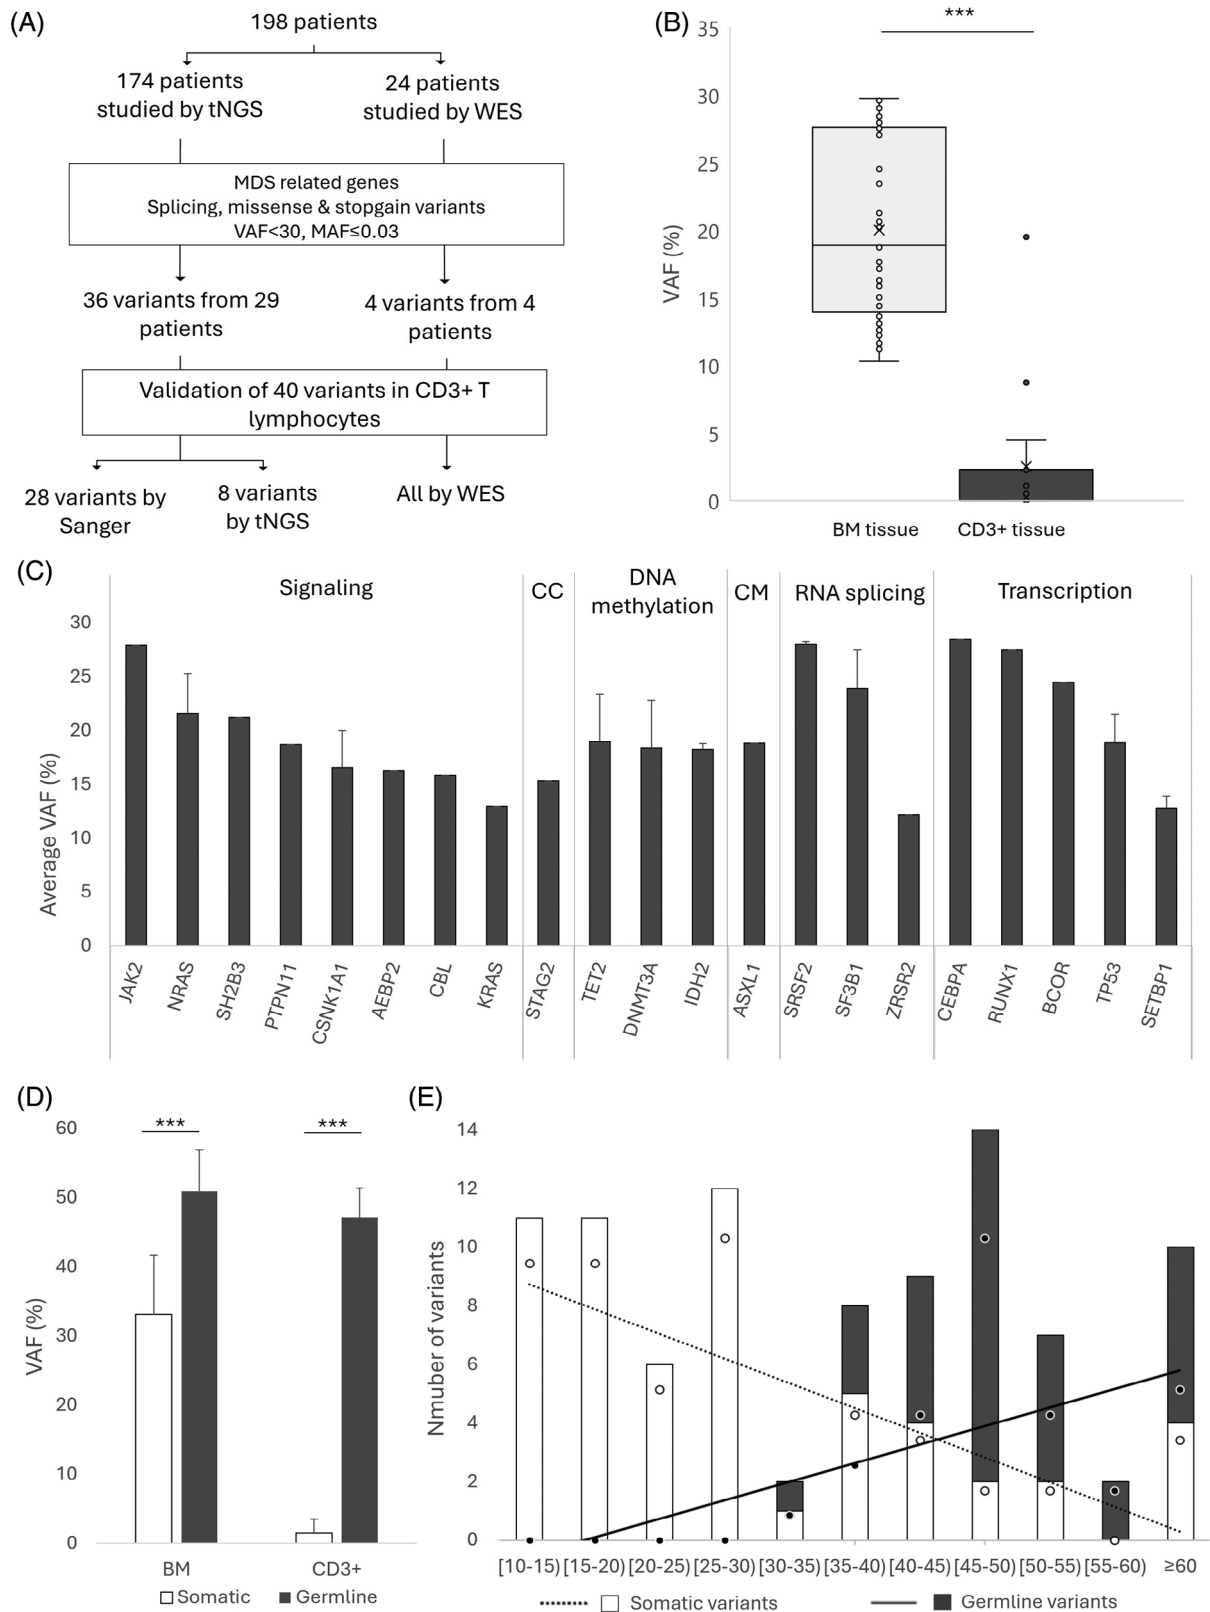 (A)
198 patients
174 patients
studied by tNGS
24 patients
studied by WES
MDS related genes
Splicing, missense & stopgain variants
VAF<30, MAF≤0.03
36 variants from 29
patients
4 variants from 4
patients
Validation of 40 variants in CD3+ T
lymphocytes
28 variants by
Sanger
8 variants
by tNGS
All by WES
(B)
***
35
30
25
20
15
10
5
0
VAF (%)
BM tissue
CD3+ tissue
(C)
Signaling
CC
DNA
methylation
CM
RNA splicing
Transcription
30
25
20
15
10
5
0
Average VAF (%)
JAK2
NRAS
SH2B3
PTPN11
CSNK1A1
AEBP2
CBL
KRAS
STAG2
TET2
DNMT3A
IDH2
ASXL1
SRSF2
SF3B1
ZRSR2
CEBPA
RUNX1
BCOR
TP53
SETBP1
(D)
***
***
60
50
40
30
20
10
0
VAF (%)
BM
CD3+
Somatic
Germline
(E)
14
12
10
8
6
4
2
0
Nmuber of variants
[10-15)
[15-20)
[20-25)
[25-30)
[30-35)
[35-40)
[40-45)
[45-50)
[50-55)
[55-60)
≥60
Somatic variants
Germline variants